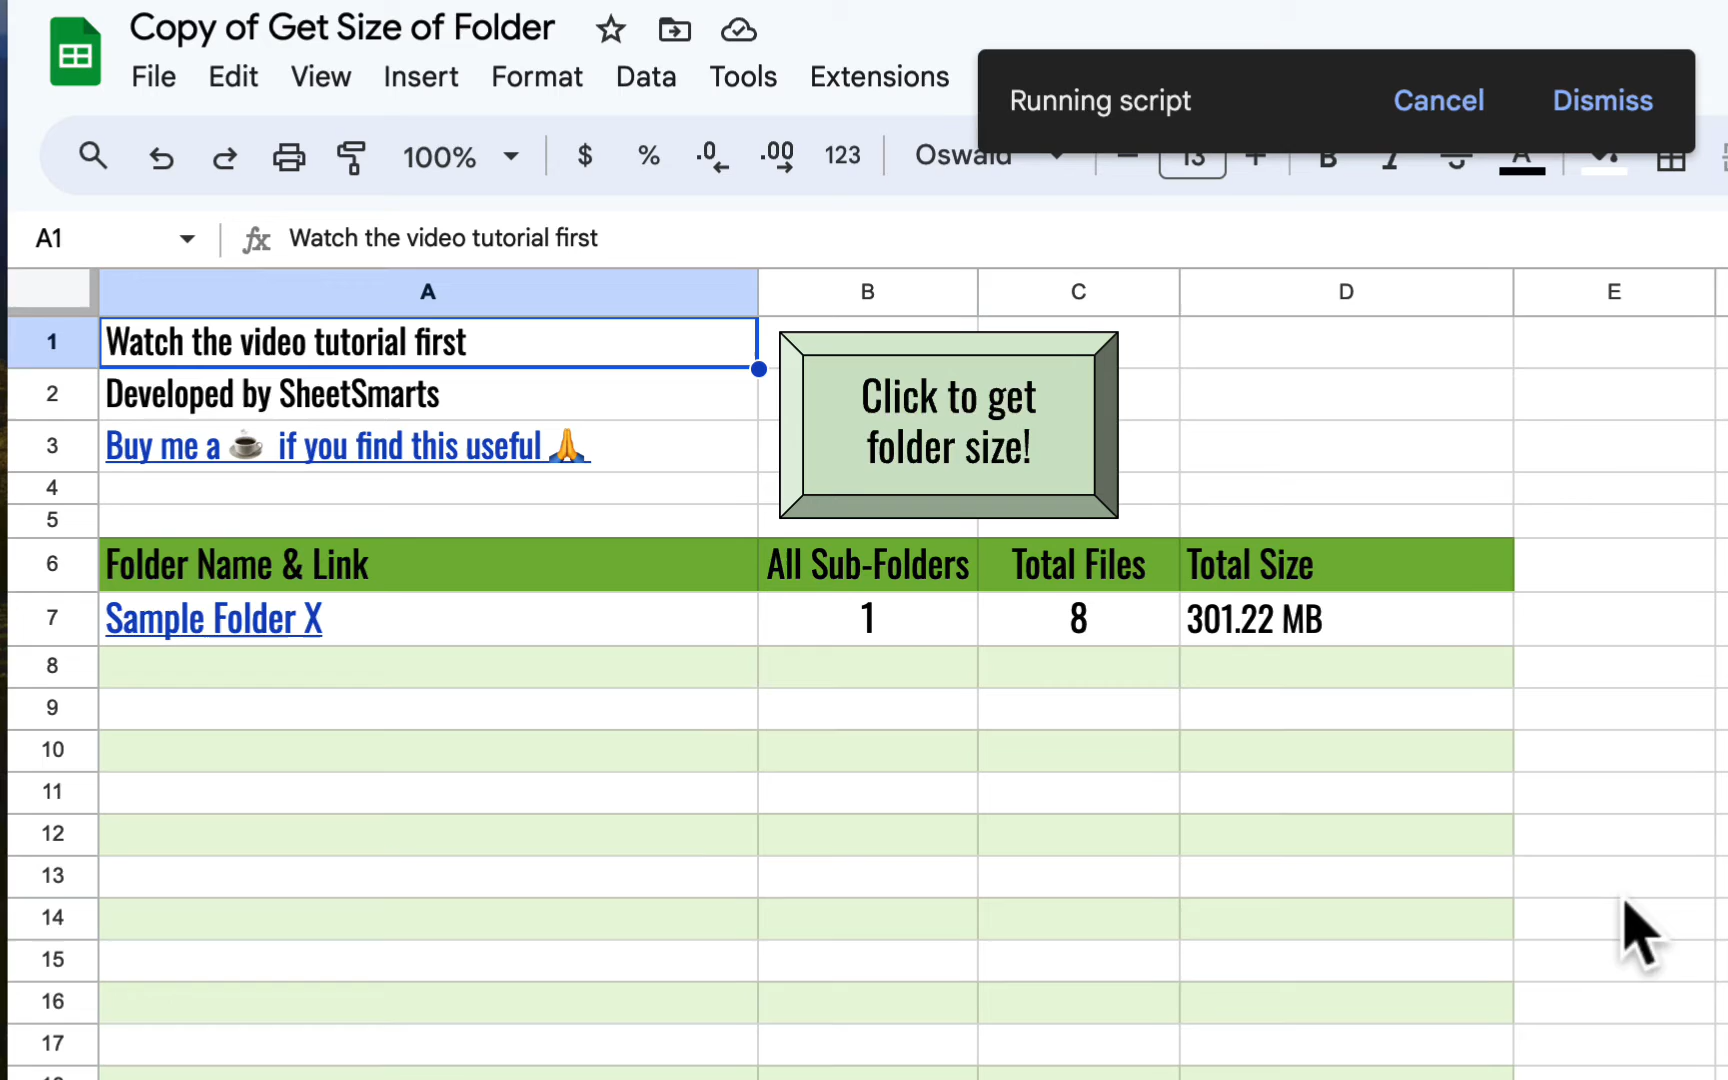 Copy of Get Size of Folder
File Edit View Insert Format Data Tools Extensions
Running script Cancel Dismiss
100% $ % .0 .00 123 Oswald 13 B I A
A1 fx Watch the video tutorial first
A B C D E
1 Watch the video tutorial first
2 Developed by SheetSmarts
3 Buy me a ☕ if you find this useful 🙏
Click to get
folder size!
4
5
6 Folder Name & Link All Sub-Folders Total Files Total Size
7 Sample Folder X 1 8 301.22 MB
8
9
10
11
12
13
14
15
16
17